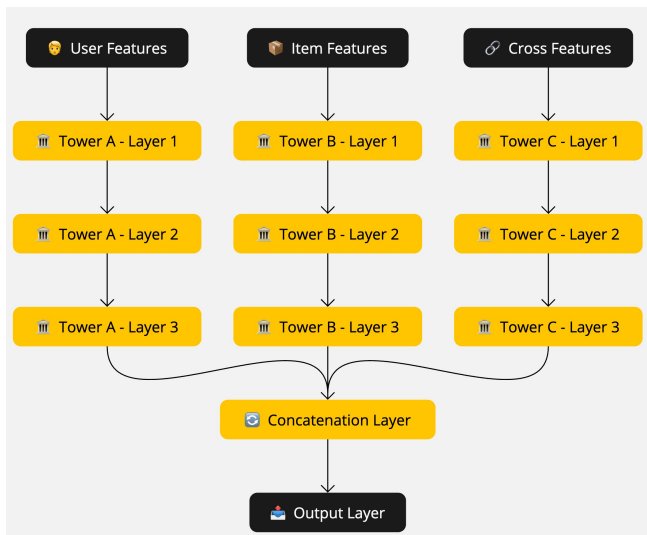 User Features
Item Features
Cross Features
Tower A - Layer 1
Tower B - Layer 1
Tower C - Layer 1
Tower A - Layer 2
Tower B - Layer 2
Tower C - Layer 2
Tower A - Layer 3
Tower B - Layer 3
Tower C - Layer 3
Concatenation Layer
Output Layer